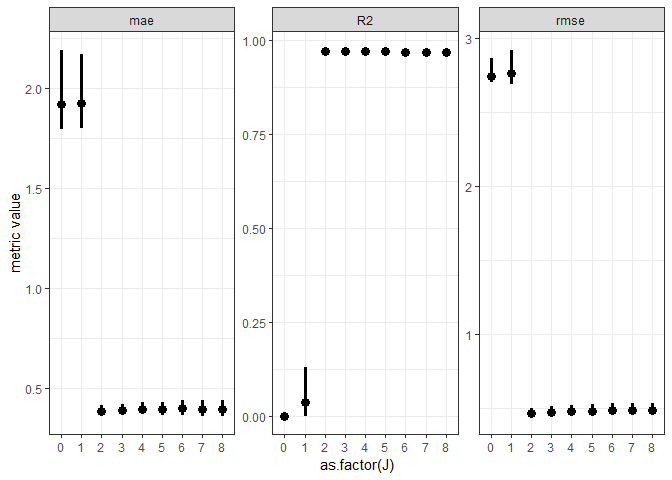 mae
R2
rmse
metric value
2.0
1.5
1.0
0.5
0 1 2 3 4 5 6 7 8
1.00
0.75
0.50
0.25
0.00
0 1 2 3 4 5 6 7 8
3
2
1
0 1 2 3 4 5 6 7 8
as.factor(J)